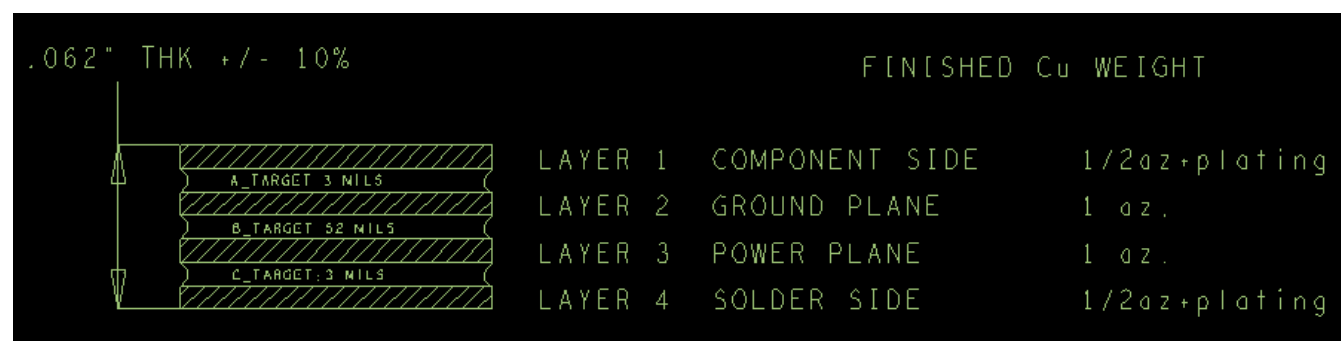 .062" THK +/- 10%
FINISHED Cu WEIGHT
LAYER 1 COMPONENT SIDE 1/2oz+plating
A_TARGET 3 MILS
LAYER 2 GROUND PLANE 1 oz.
B_TARGET 52 MILS
LAYER 3 POWER PLANE 1 oz.
C_TARGET:3 MILS
LAYER 4 SOLDER SIDE 1/2oz+plating